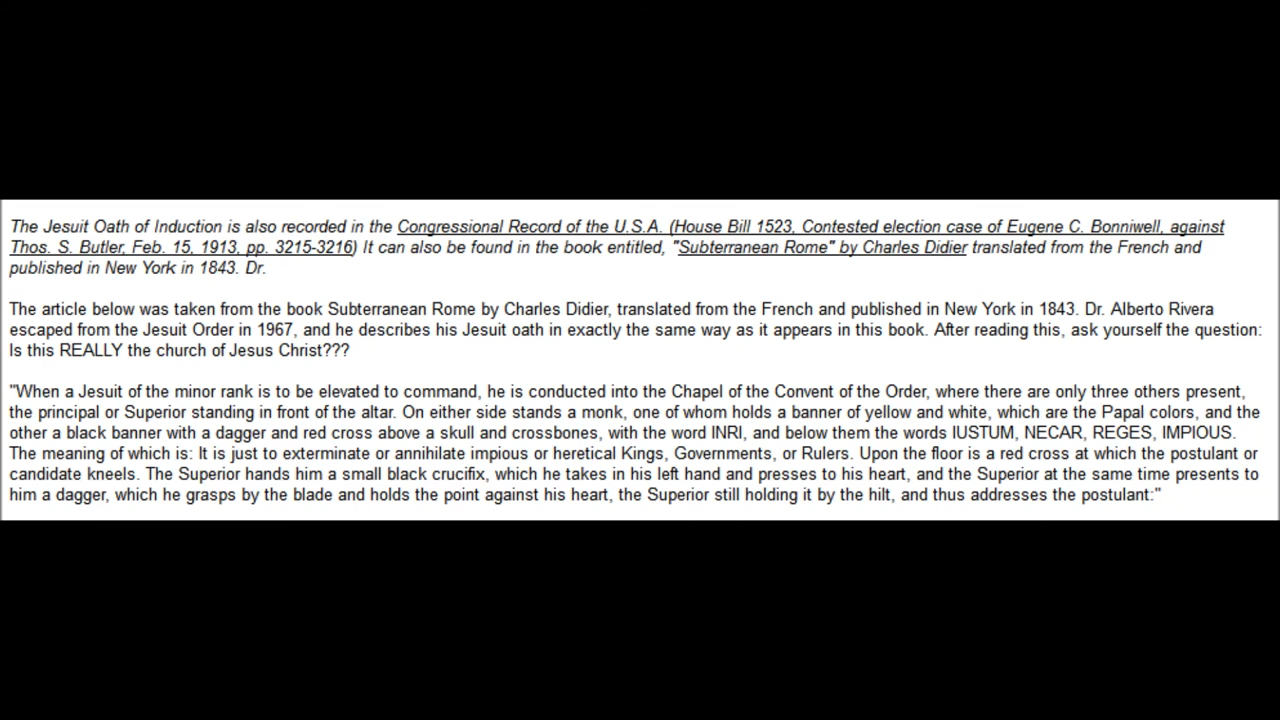 The Jesuit Oath of Induction is also recorded in the Congressional Record of the U.S.A. (House Bill 1523, Contested election case of Eugene C. Bonniwell, against
Thos. S. Butler, Feb. 15, 1913, pp. 3215-3216) It can also be found in the book entitled, "Subterranean Rome" by Charles Didier translated from the French and
published in New York in 1843. Dr.
The article below was taken from the book Subterranean Rome by Charles Didier, translated from the French and published in New York in 1843. Dr. Alberto Rivera
escaped from the Jesuit Order in 1967, and he describes his Jesuit oath in exactly the same way as it appears in this book. After reading this, ask yourself the question:
Is this REALLY the church of Jesus Christ???
"When a Jesuit of the minor rank is to be elevated to command, he is conducted into the Chapel of the Convent of the Order, where there are only three others present,
the principal or Superior standing in front of the altar. On either side stands a monk, one of whom holds a banner of yellow and white, which are the Papal colors, and the
other a black banner with a dagger and red cross above a skull and crossbones, with the word INRI, and below them the words IUSTUM, NECAR, REGES, IMPIOUS.
The meaning of which is: It is just to exterminate or annihilate impious or heretical Kings, Governments, or Rulers. Upon the floor is a red cross at which the postulant or
candidate kneels. The Superior hands him a small black crucifix, which he takes in his left hand and presses to his heart, and the Superior at the same time presents to
him a dagger, which he grasps by the blade and holds the point against his heart, the Superior still holding it by the hilt, and thus addresses the postulant:"